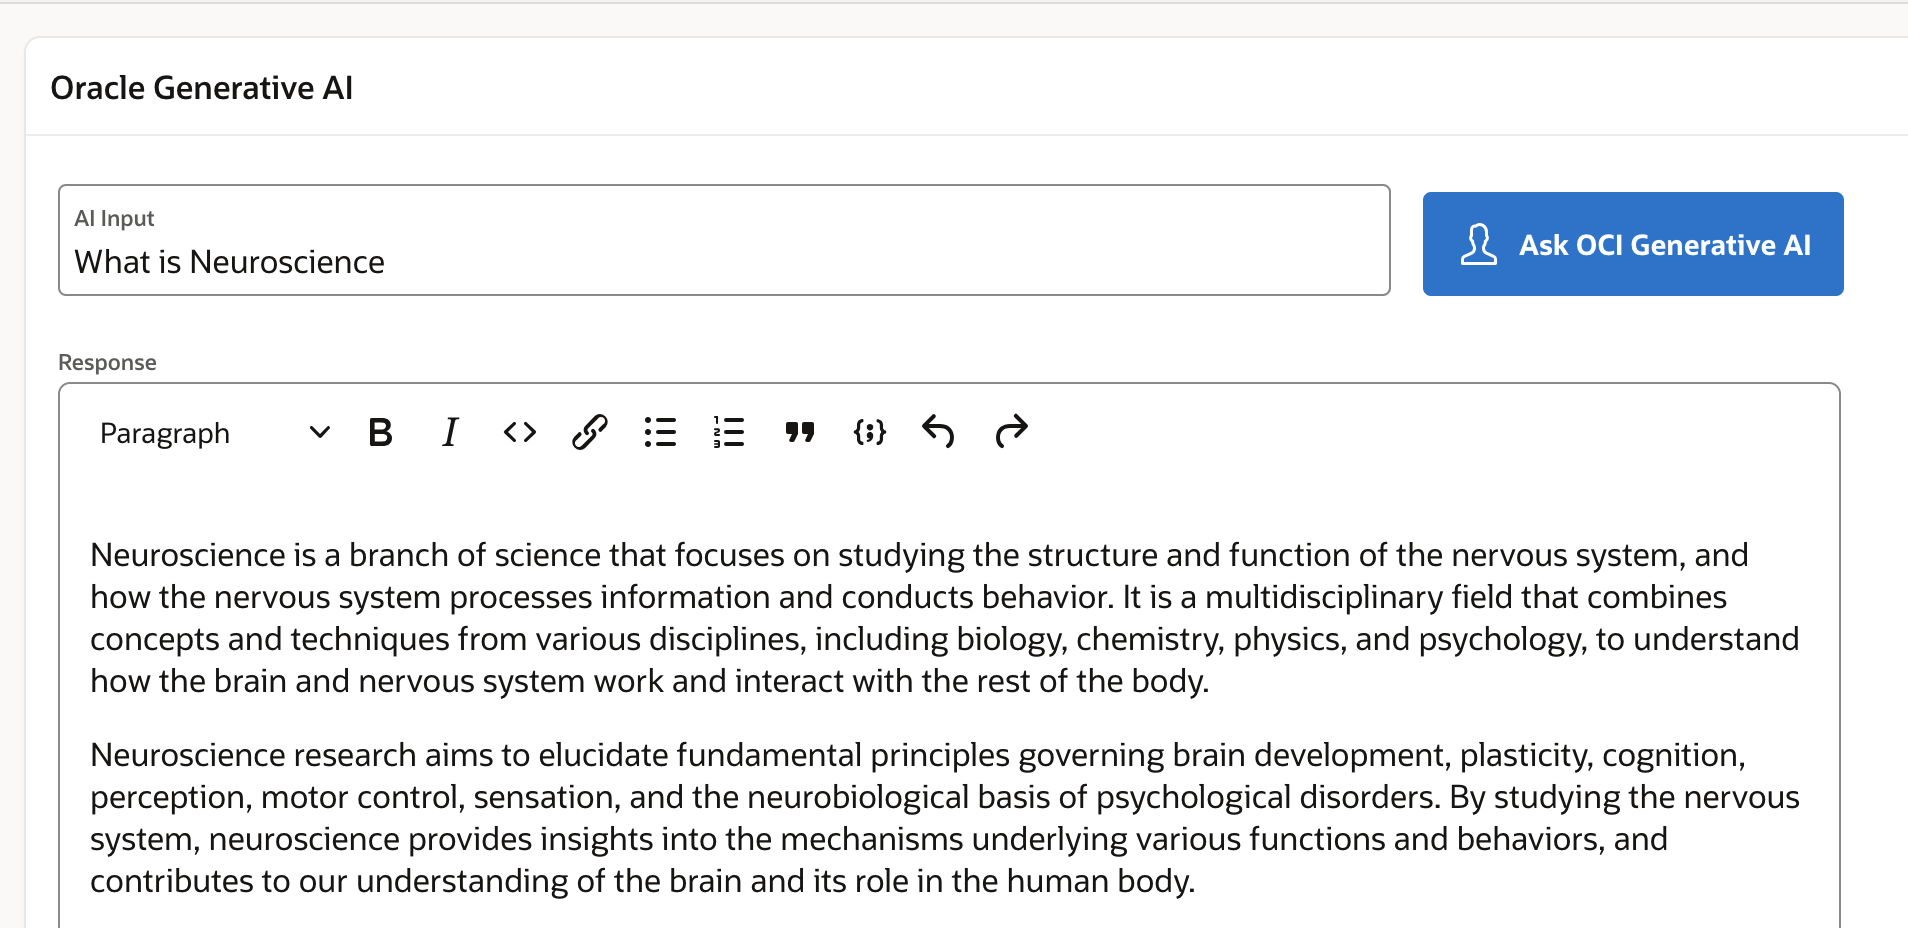 Oracle Generative AI
AI Input
What is Neuroscience
Ask OCI Generative AI
Response
Paragraph
Neuroscience is a branch of science that focuses on studying the structure and function of the nervous system, and
how the nervous system processes information and conducts behavior. It is a multidisciplinary field that combines
concepts and techniques from various disciplines, including biology, chemistry, physics, and psychology, to understand
how the brain and nervous system work and interact with the rest of the body.
Neuroscience research aims to elucidate fundamental principles governing brain development, plasticity, cognition,
perception, motor control, sensation, and the neurobiological basis of psychological disorders. By studying the nervous
system, neuroscience provides insights into the mechanisms underlying various functions and behaviors, and
contributes to our understanding of the brain and its role in the human body.